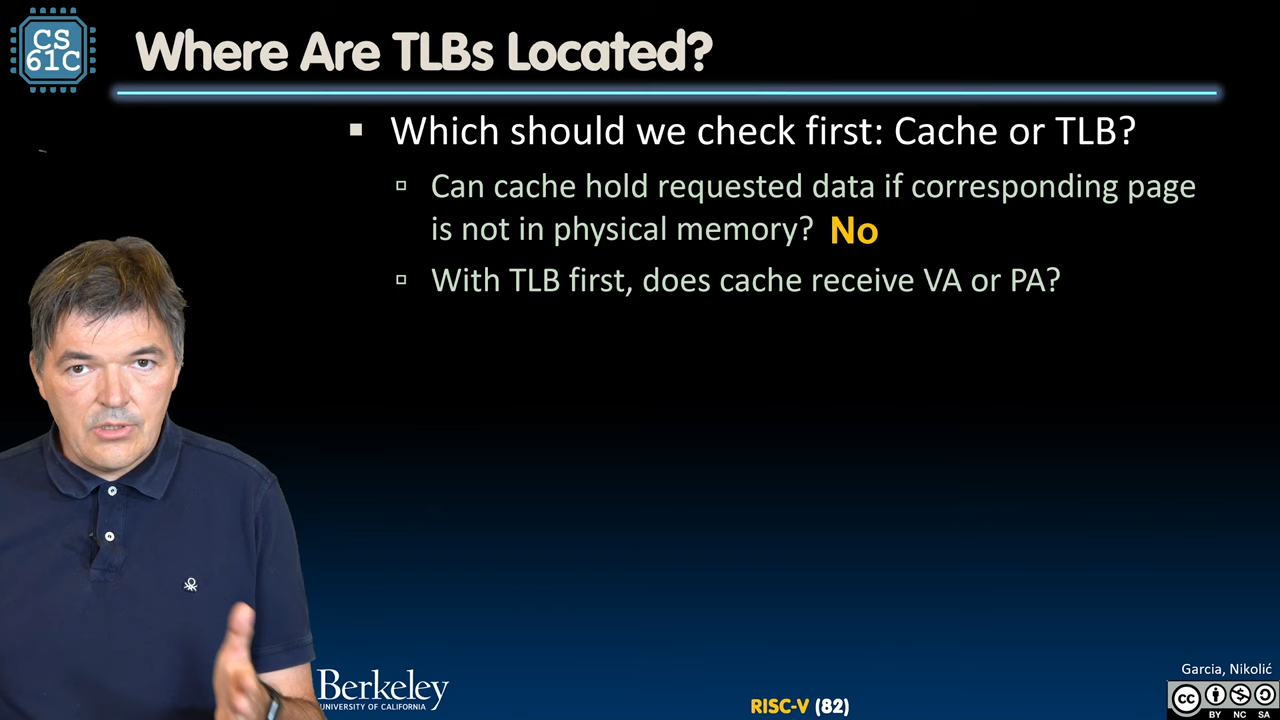 CS
61C
Where Are TLBs Located?
▪ Which should we check first: Cache or TLB?
▫ Can cache hold requested data if corresponding page
is not in physical memory? No
▫ With TLB first, does cache receive VA or PA?
Berkeley
UNIVERSITY OF CALIFORNIA
RISC-V (82)
Garcia, Nikolić
CC
BY NC SA